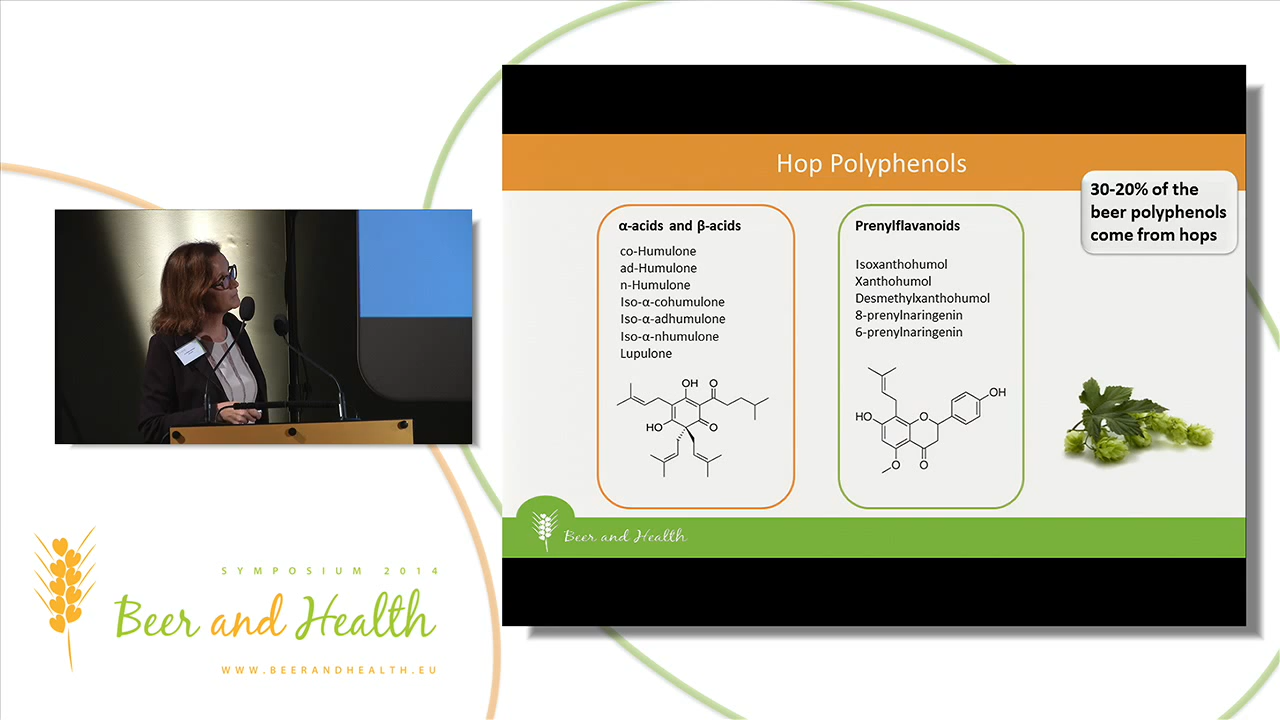 Hop Polyphenols
30-20% of the
beer polyphenols
come from hops
α-acids and β-acids
co-Humulone
ad-Humulone
n-Humulone
Iso-α-cohumulone
Iso-α-adhumulone
Iso-α-nhumulone
Lupulone
OH
O
HO
O
Prenylflavanoids
Isoxanthohumol
Xanthohumol
Desmethylxanthohumol
8-prenylnaringenin
6-prenylnaringenin
OH
HO
O
O
O
Beer and Health
SYMPOSIUM 2014
Beer and Health
WWW.BEERANDHEALTH.EU